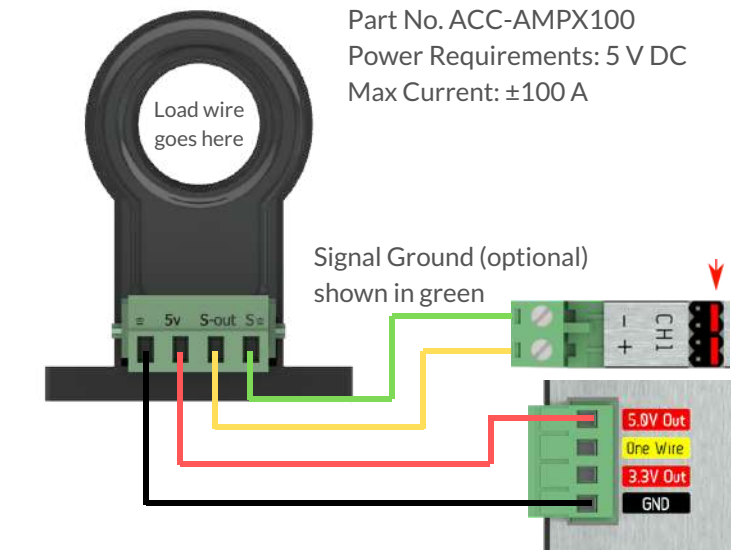 Part No. ACC-AMPX100
Power Requirements: 5 V DC
Max Current: ±100 A
Load wire
goes here
Signal Ground (optional)
shown in green
5v S-out S
- +
CH1
5.0V Out
One Wire
3.3V Out
GND